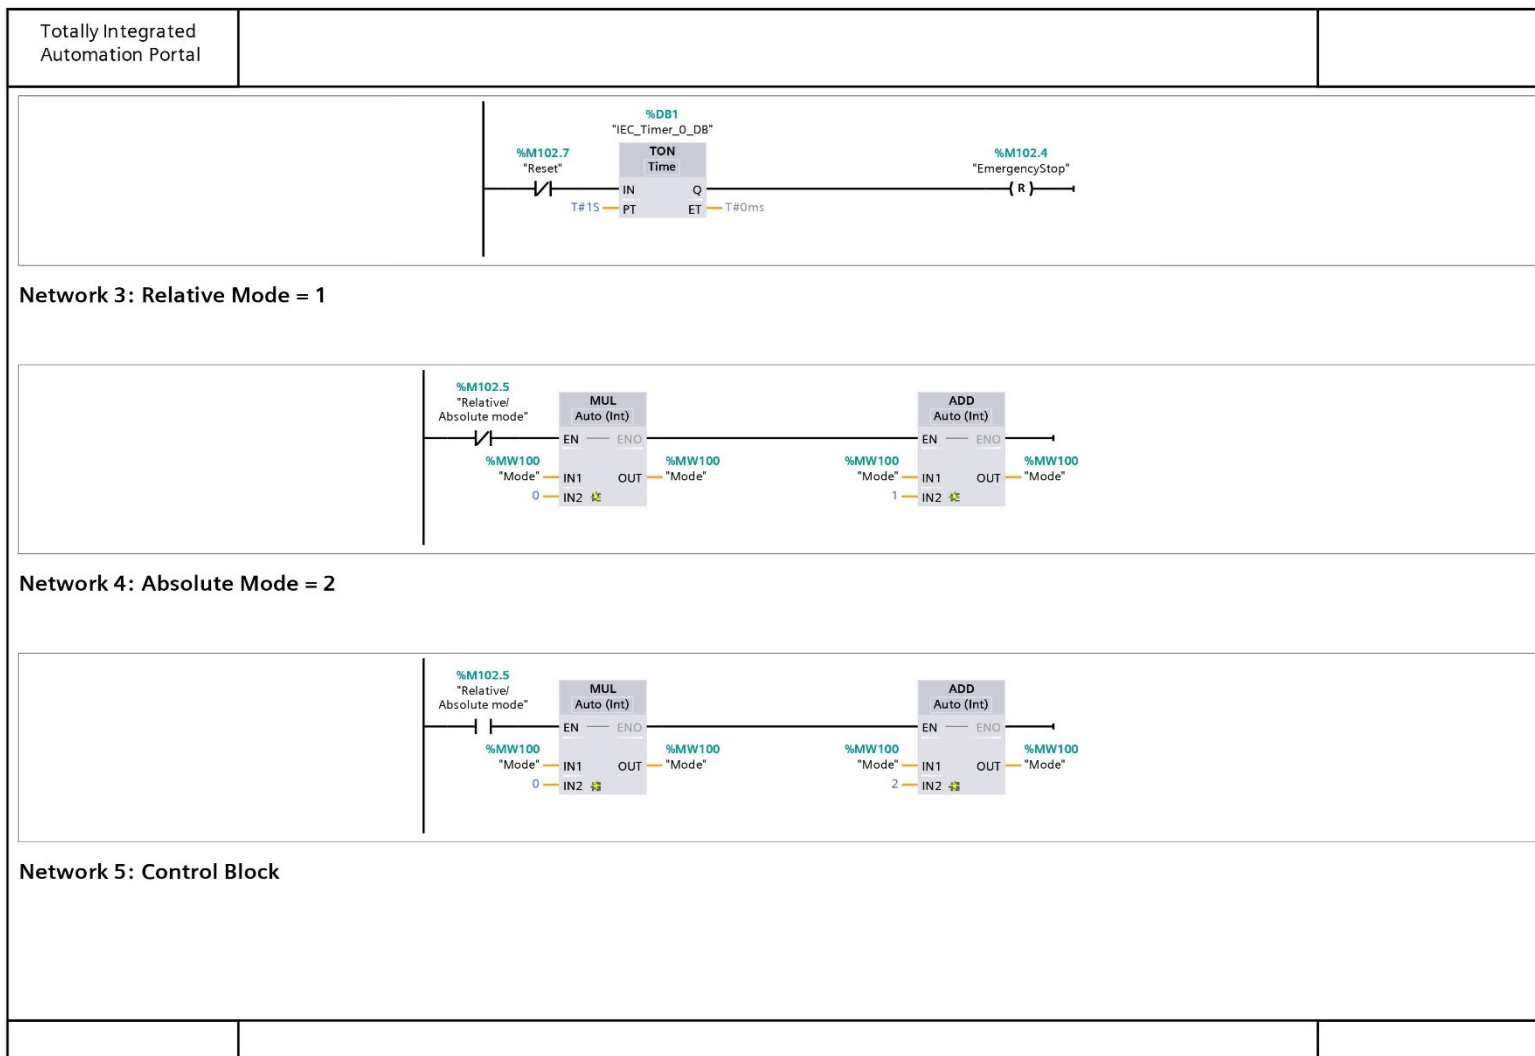 Totally Integrated
Automation Portal
%DB1
"IEC_Timer_0_DB"
%M102.7
"Reset"
TON
Time
%M102.4
"EmergencyStop"
IN
Q
( R )
T#1S
PT
ET
T#0ms
Network 3: Relative Mode = 1
%M102.5
"Relative/
Absolute mode"
MUL
Auto (Int)
ADD
Auto (Int)
EN
ENO
EN
ENO
%MW100
"Mode"
IN1
OUT
%MW100
"Mode"
%MW100
"Mode"
IN1
OUT
%MW100
"Mode"
0
IN2
1
IN2
Network 4: Absolute Mode = 2
%M102.5
"Relative/
Absolute mode"
MUL
Auto (Int)
ADD
Auto (Int)
EN
ENO
EN
ENO
%MW100
"Mode"
IN1
OUT
%MW100
"Mode"
%MW100
"Mode"
IN1
OUT
%MW100
"Mode"
0
IN2
2
IN2
Network 5: Control Block